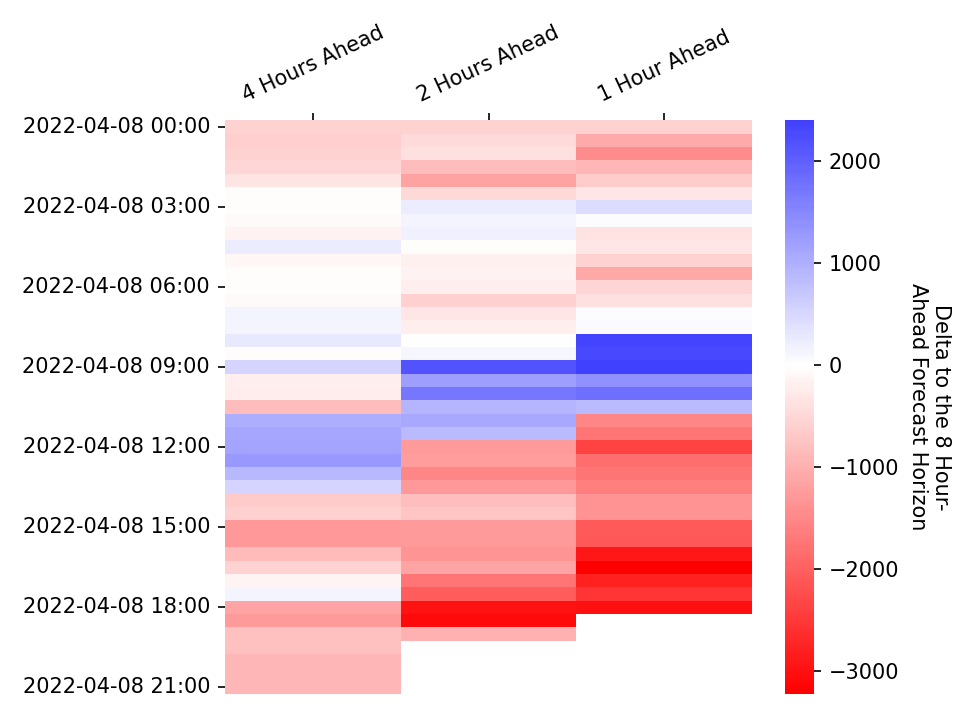 4 Hours Ahead
2 Hours Ahead
1 Hour Ahead
2022-04-08 00:00
2022-04-08 03:00
2022-04-08 06:00
2022-04-08 09:00
2022-04-08 12:00
2022-04-08 15:00
2022-04-08 18:00
2022-04-08 21:00
2000
1000
0
−1000
−2000
−3000
Delta to the 8 Hour-
Ahead Forecast Horizon